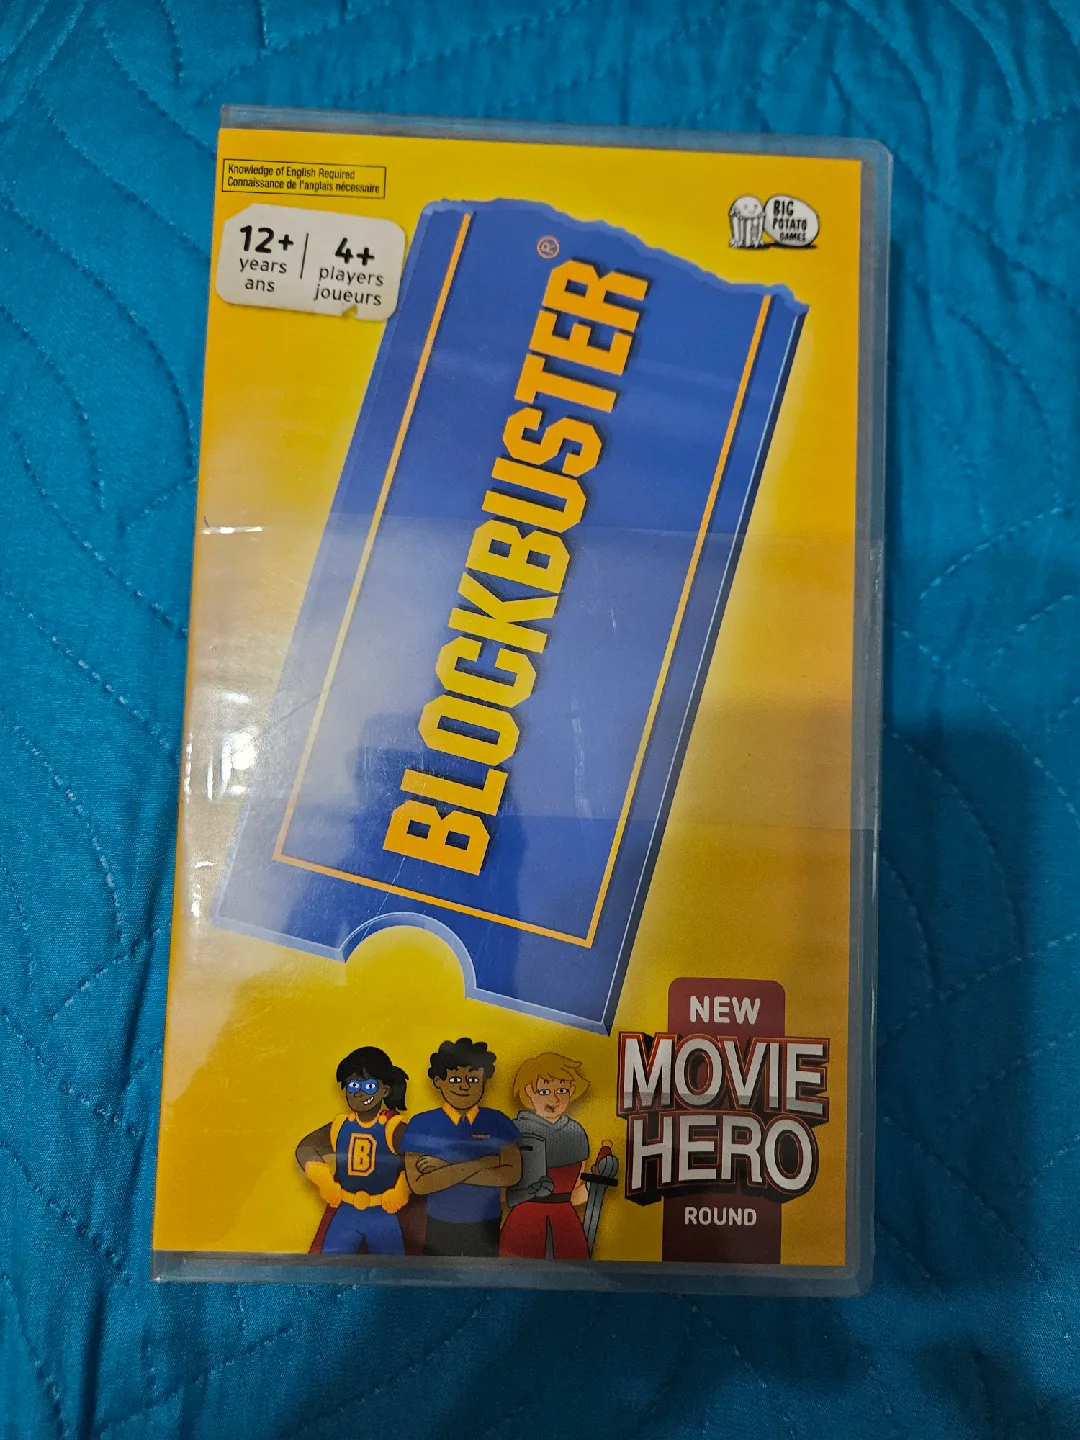 Knowledge of English Required
Connaissance de l'anglais nécessaire
12+
years
ans
4+
players
joueurs
BIG
POTATO
GAMES
BLOCKBUSTER®
B
NEW
MOVIE
HERO
ROUND